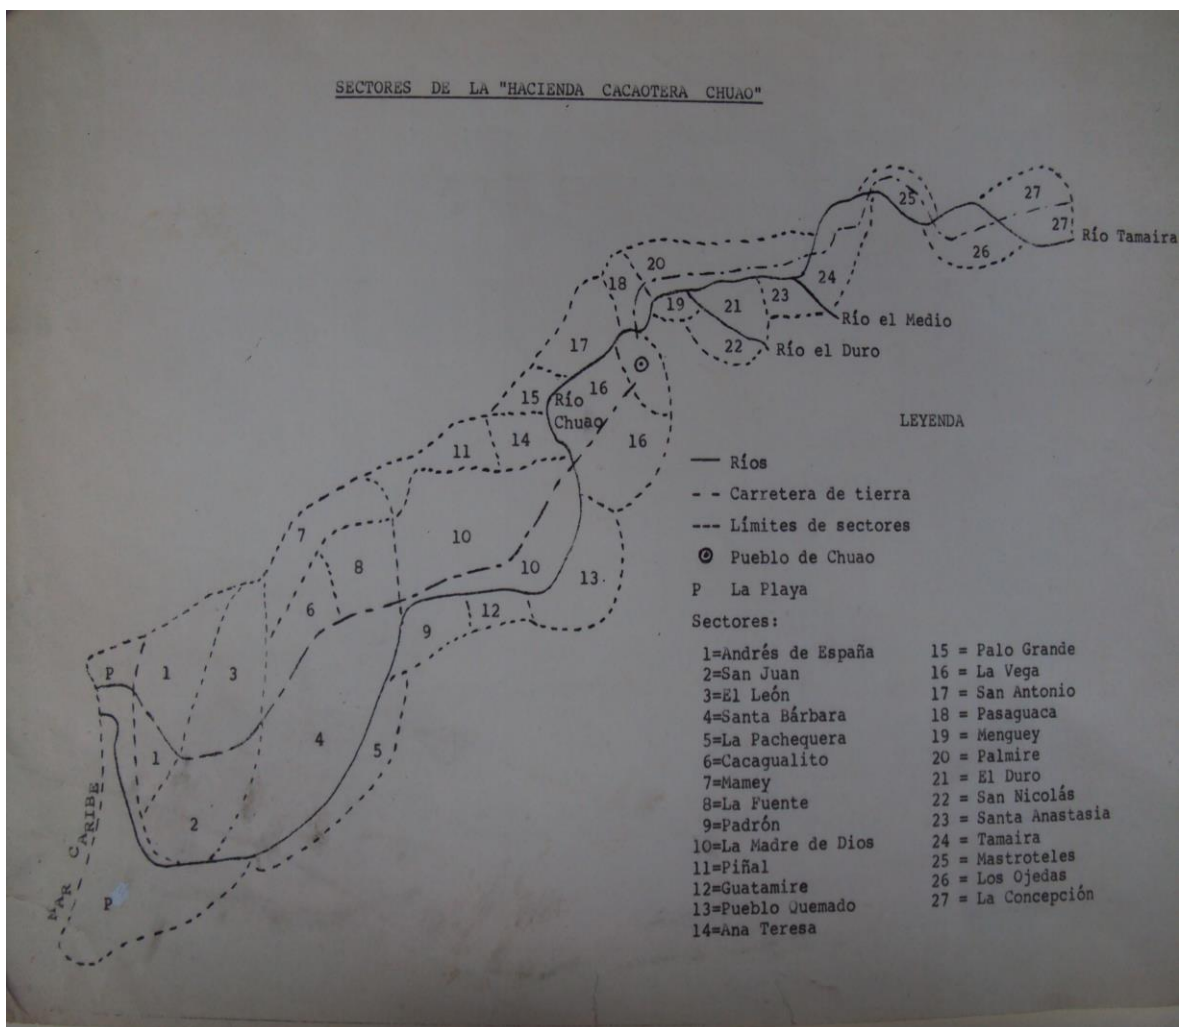 SECTORES DE LA "HACIENDA CACAOTERA CHUAO"
27
25
27
Río Tamaira
26
20
18
24
19
21
23
Río el Medio
17
22
Río el Duro
16
15
Río
Chuao
14
16
11
7
10
8
10
13
6
12
9
P
1
3
4
5
1
2
MAR CARIBE
P
LEYENDA
Ríos
Carretera de tierra
Límites de sectores
Pueblo de Chuao
P La Playa
Sectores:
1=Andrés de España
2=San Juan
3=El León
4=Santa Bárbara
5=La Pachequera
6=Cacagualito
7=Mamey
8=La Fuente
9=Padrón
10=La Madre de Dios
11=Piñal
12=Guatamire
13=Pueblo Quemado
14=Ana Teresa
15 = Palo Grande
16 = La Vega
17 = San Antonio
18 = Pasaguaca
19 = Menguey
20 = Palmire
21 = El Duro
22 = San Nicolás
23 = Santa Anastasia
24 = Tamaira
25 = Mastroteles
26 = Los Ojedas
27 = La Concepción